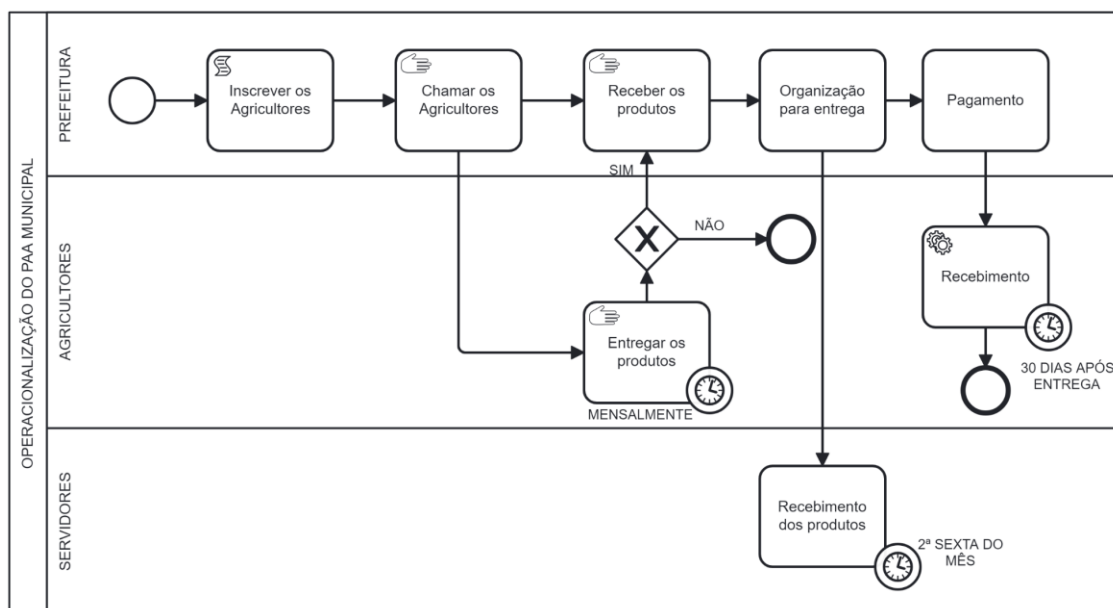 OPERACIONALIZAÇÃO DO PAA MUNICIPAL
PREFEITURA
Inscrever os
Agricultores
Chamar os
Agricultores
Receber os
produtos
Organização
para entrega
Pagamento
SIM
AGRICULTORES
NÃO
Recebimento
Entregar os
produtos
30 DIAS APÓS
ENTREGA
MENSALMENTE
SERVIDORES
Recebimento
dos produtos
2ª SEXTA DO
MÊS